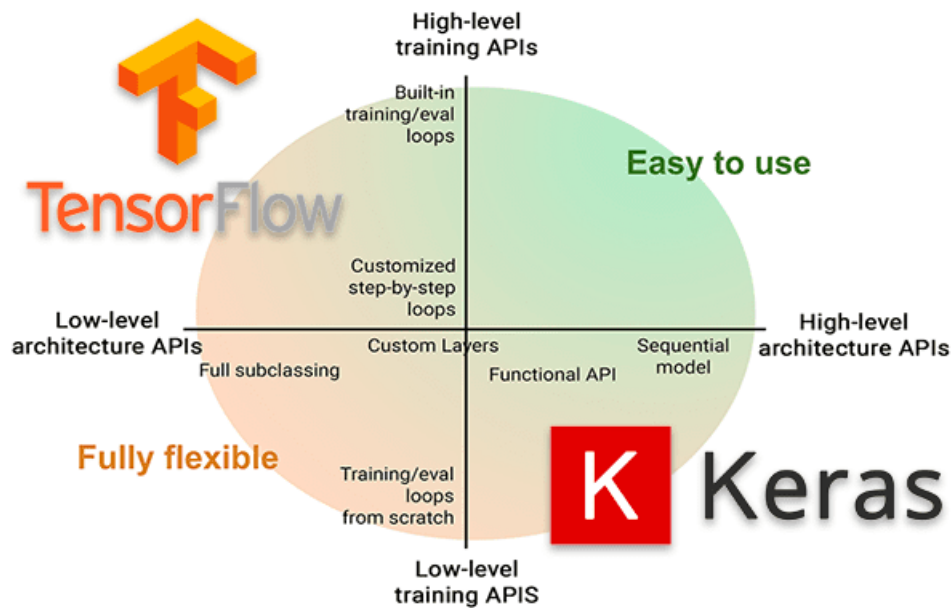 High-level
training APIs
Built-in
training/eval
loops
Easy to use
TensorFlow
Customized
step-by-step
loops
Low-level
architecture APIs
High-level
architecture APIs
Custom Layers
Sequential
model
Full subclassing
Functional API
Fully flexible
Training/eval
loops
from scratch
K Keras
Low-level
training APIS